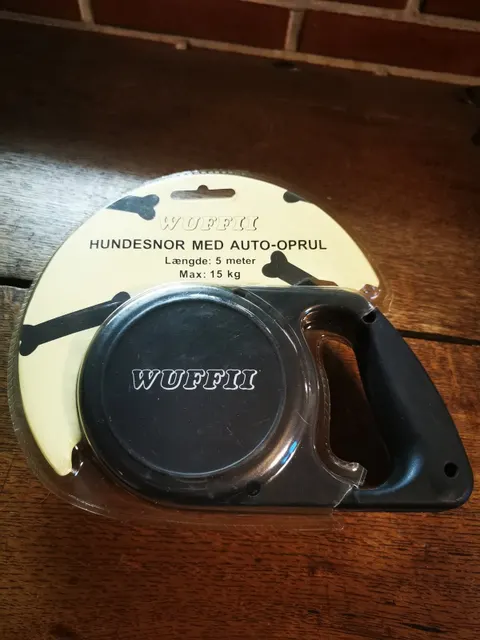 WUFFII
HUNDESNOR MED AUTO-OPRUL
Længde: 5 meter
Max: 15 kg
WUFFII